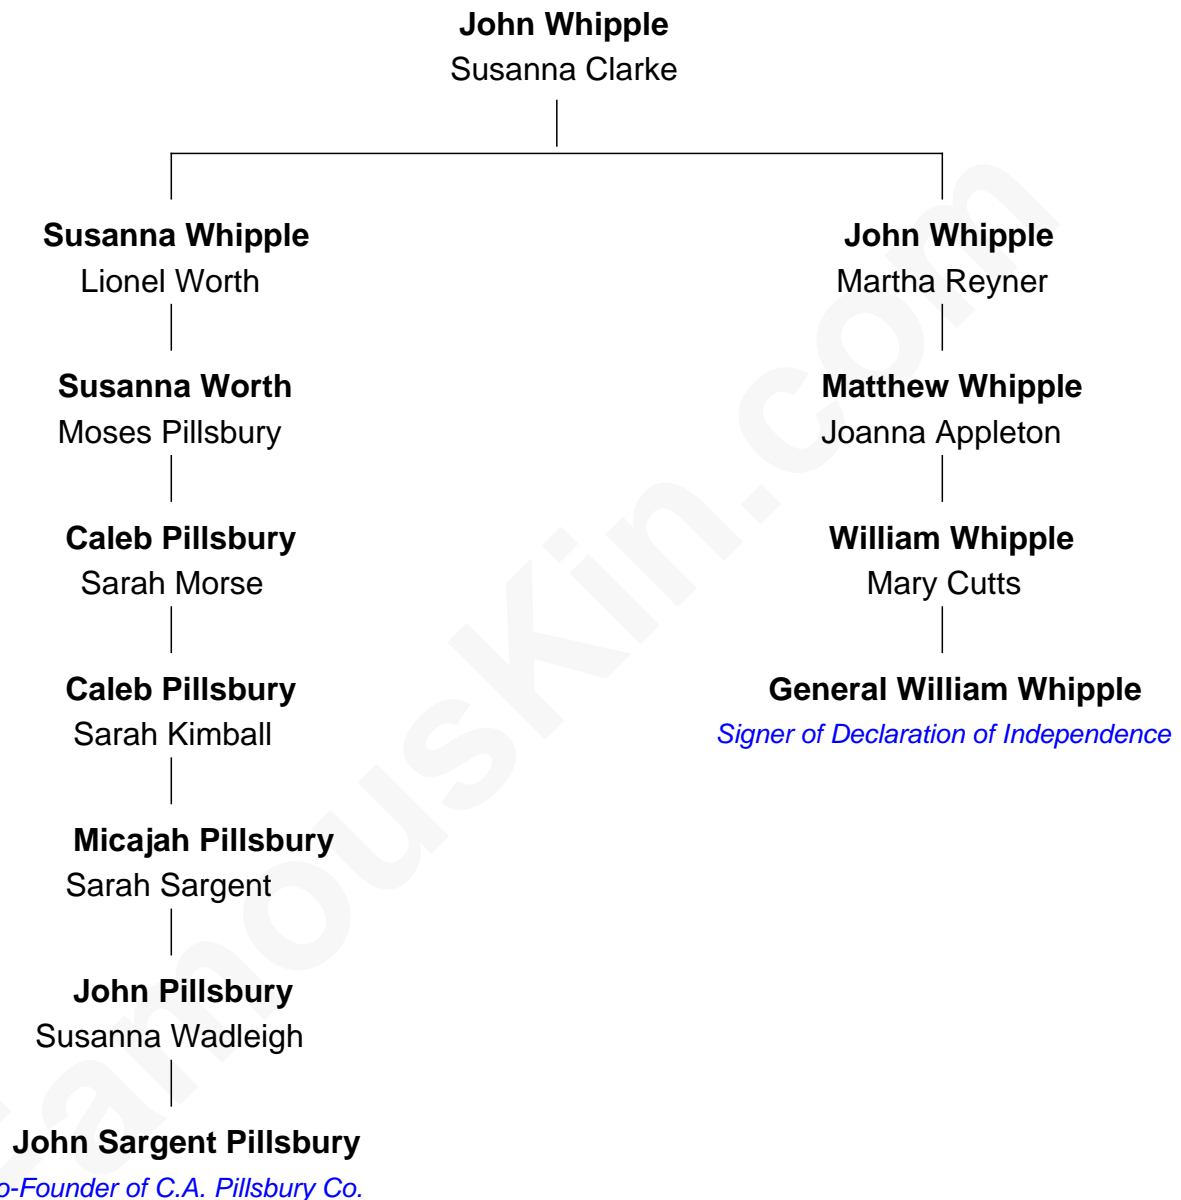 John Whipple
Susanna Clarke
Susanna Whipple
Lionel Worth
John Whipple
Martha Reyner
Susanna Worth
Moses Pillsbury
Matthew Whipple
Joanna Appleton
Caleb Pillsbury
Sarah Morse
William Whipple
Mary Cutts
Caleb Pillsbury
Sarah Kimball
General William Whipple
Signer of Declaration of Independence
Micajah Pillsbury
Sarah Sargent
John Pillsbury
Susanna Wadleigh
John Sargent Pillsbury
o-Founder of C.A. Pillsbury Co.
FamousKin.com